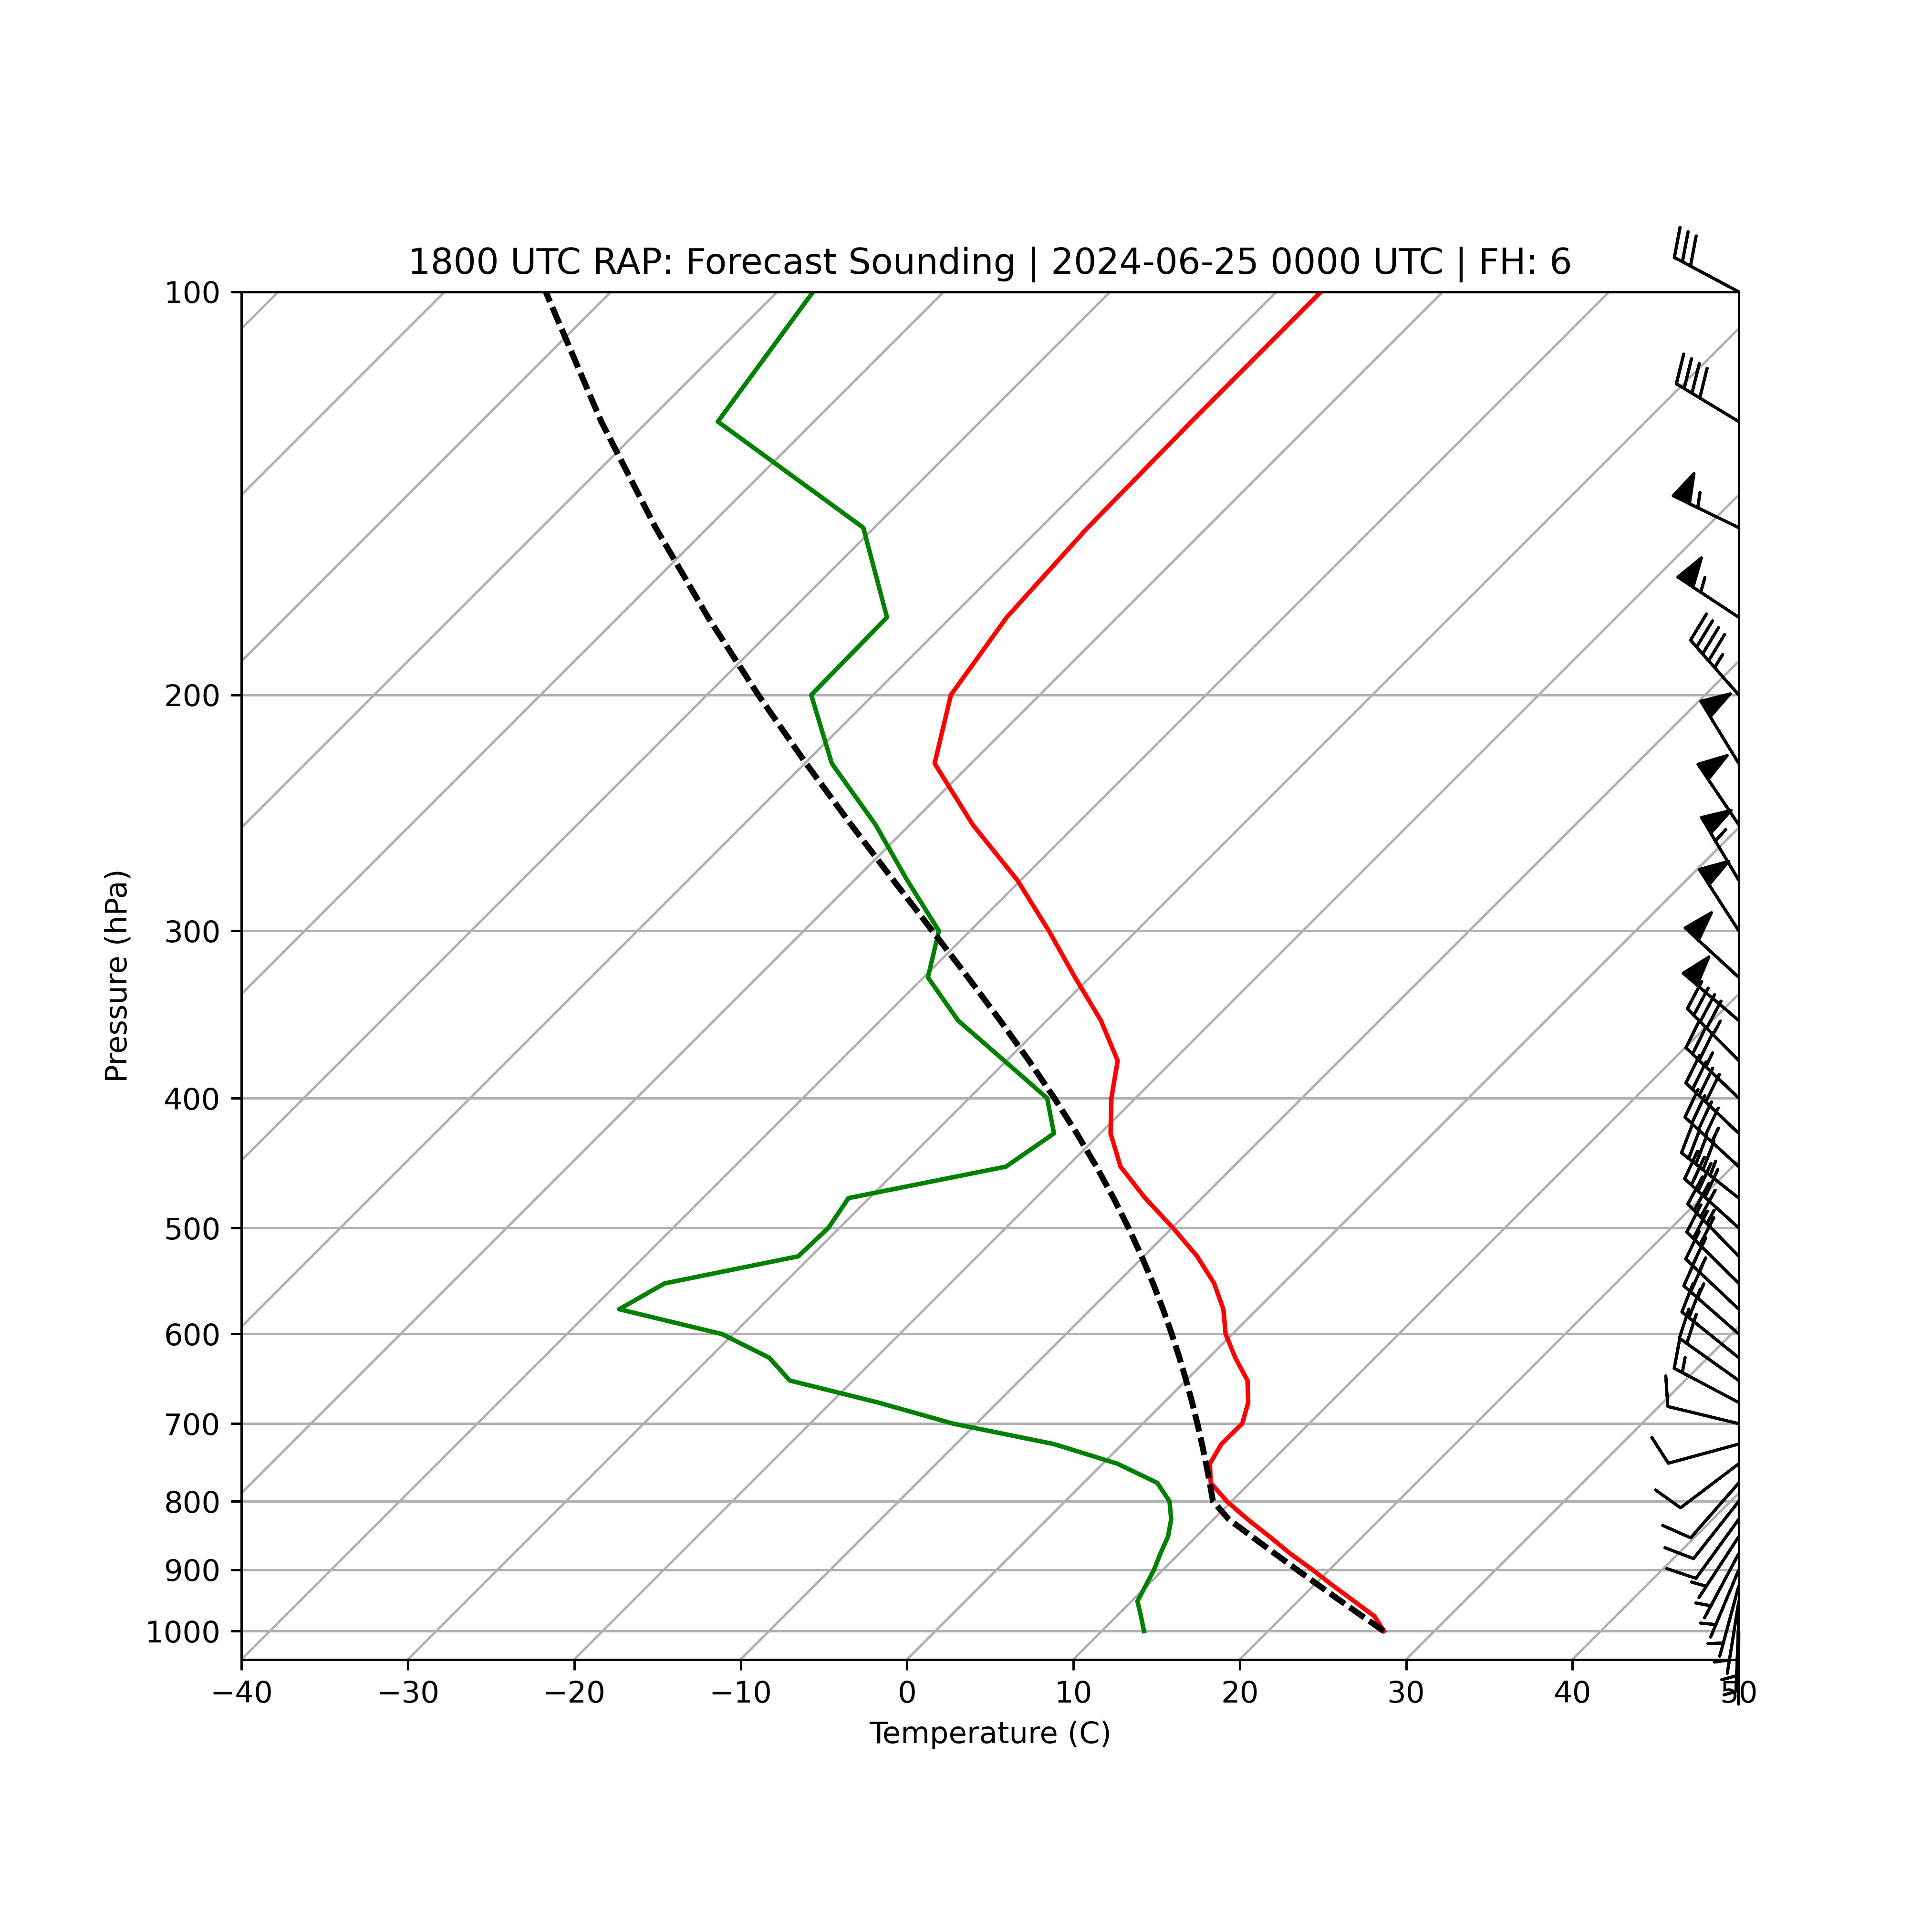 1800 UTC RAP: Forecast Sounding | 2024-06-25 0000 UTC | FH: 6
100
200
300
400
500
600
700
800
900
1000
Pressure (hPa)
−40 −30 −20 −10 0 10 20 30 40 50
Temperature (C)